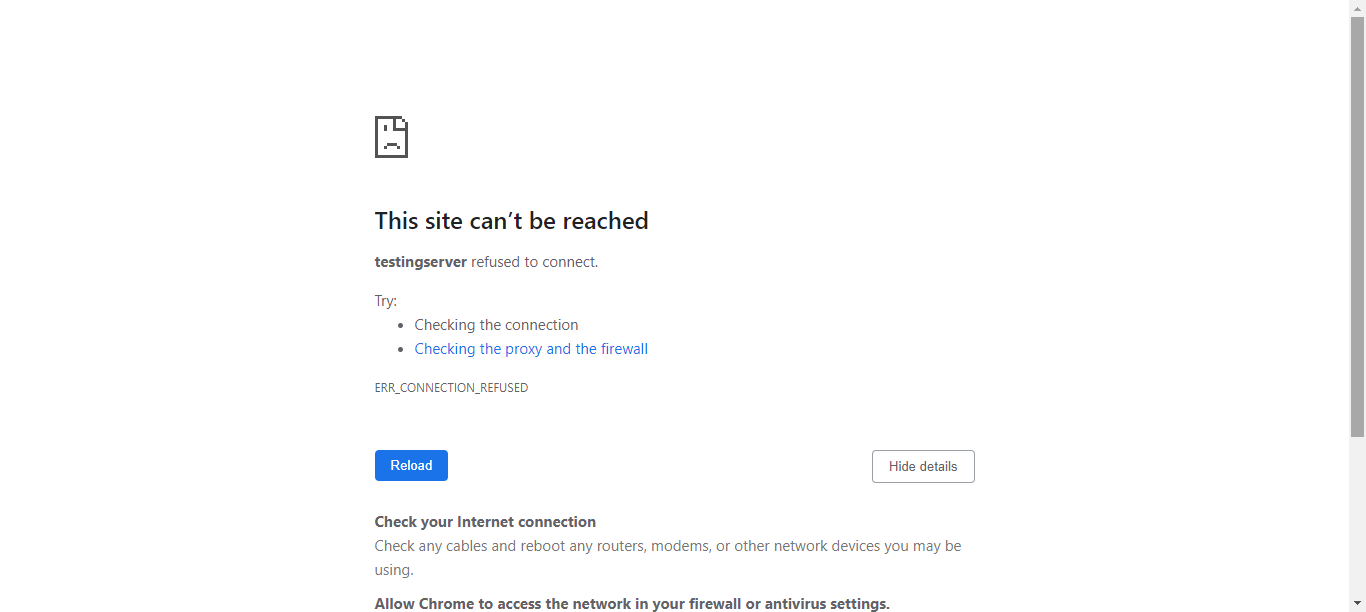 This site can’t be reached
testingserver refused to connect.
Try:
• Checking the connection
• Checking the proxy and the firewall
ERR_CONNECTION_REFUSED
Reload
Hide details
Check your Internet connection
Check any cables and reboot any routers, modems, or other network devices you may be
using.
Allow Chrome to access the network in your firewall or antivirus settings.